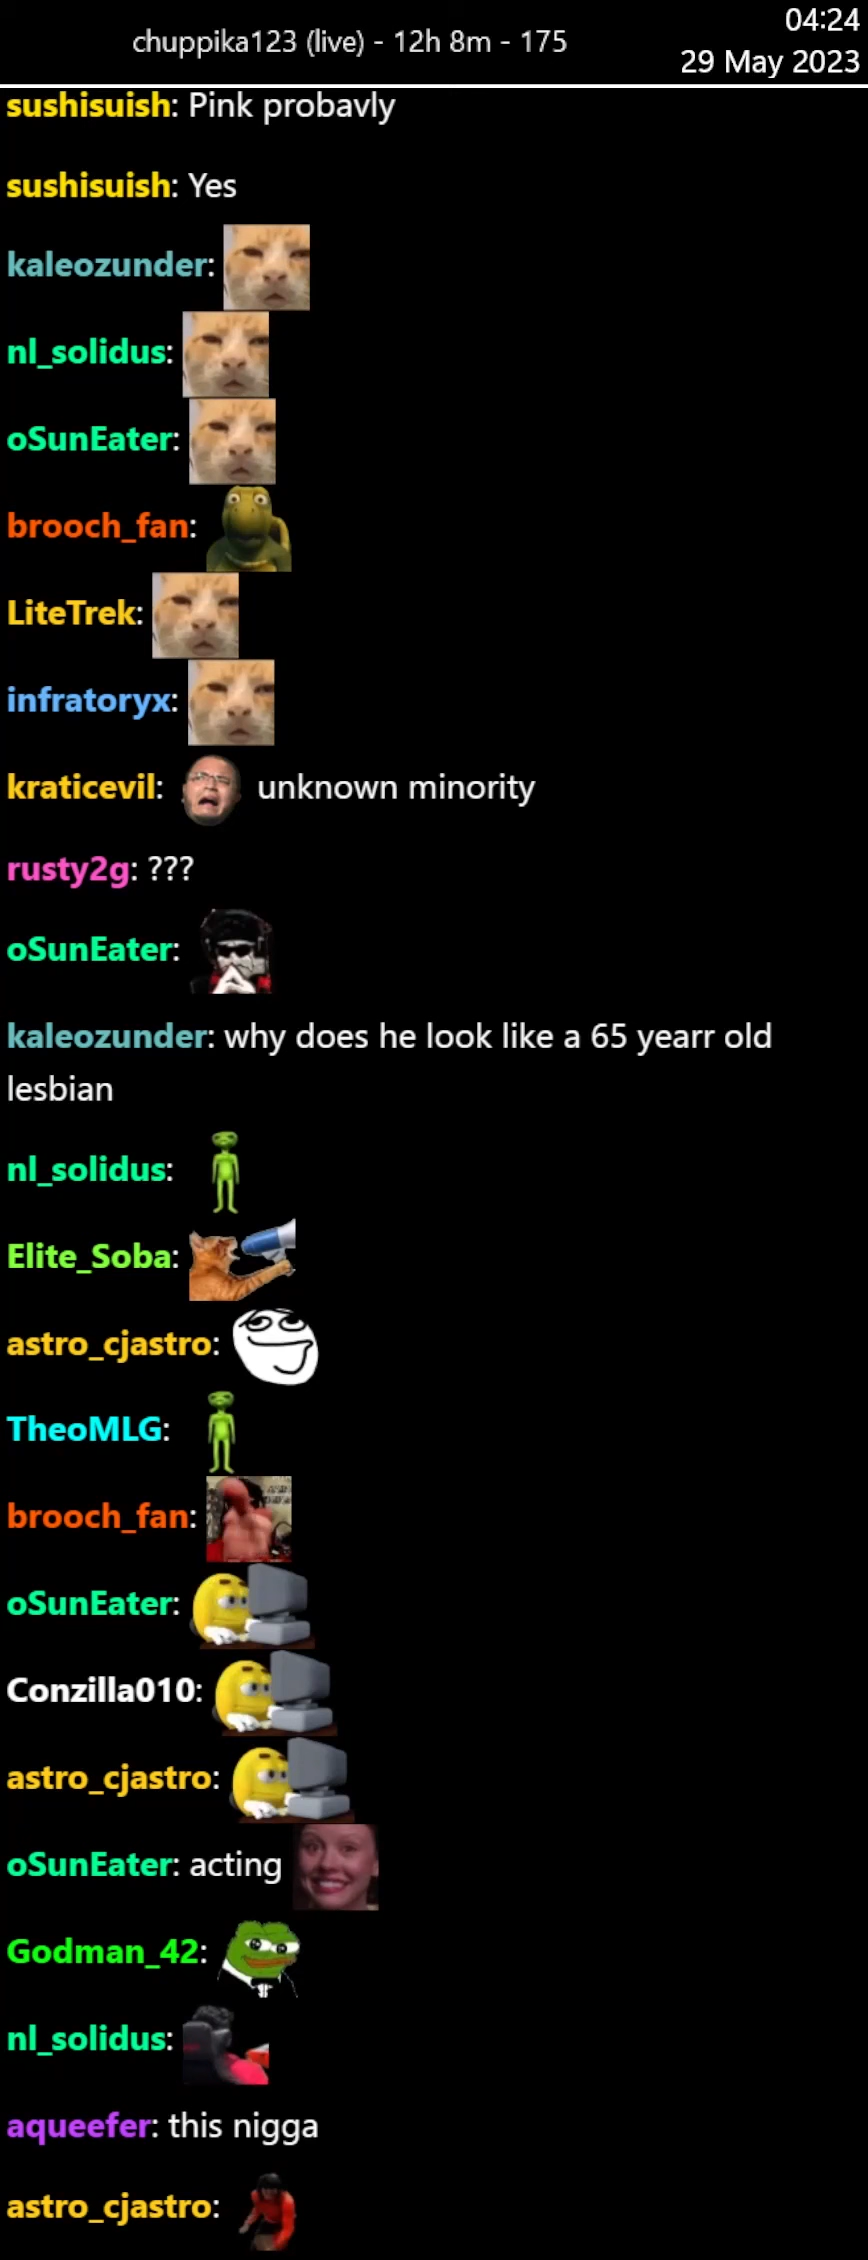 chuppika123 (live) - 12h 8m - 175
04:24
29 May 2023
sushisuish: Pink probavly
sushisuish: Yes
kaleozunder:
nl_solidus:
oSunEater:
brooch_fan:
LiteTrek:
infratoryx:
kraticevil: unknown minority
rusty2g: ???
oSunEater:
kaleozunder: why does he look like a 65 yearr old
lesbian
nl_solidus:
Elite_Soba:
astro_cjastro:
TheoMLG:
brooch_fan:
oSunEater:
Conzilla010:
astro_cjastro:
oSunEater: acting
Godman_42:
nl_solidus:
aqueefer: this nigga
astro_cjastro: